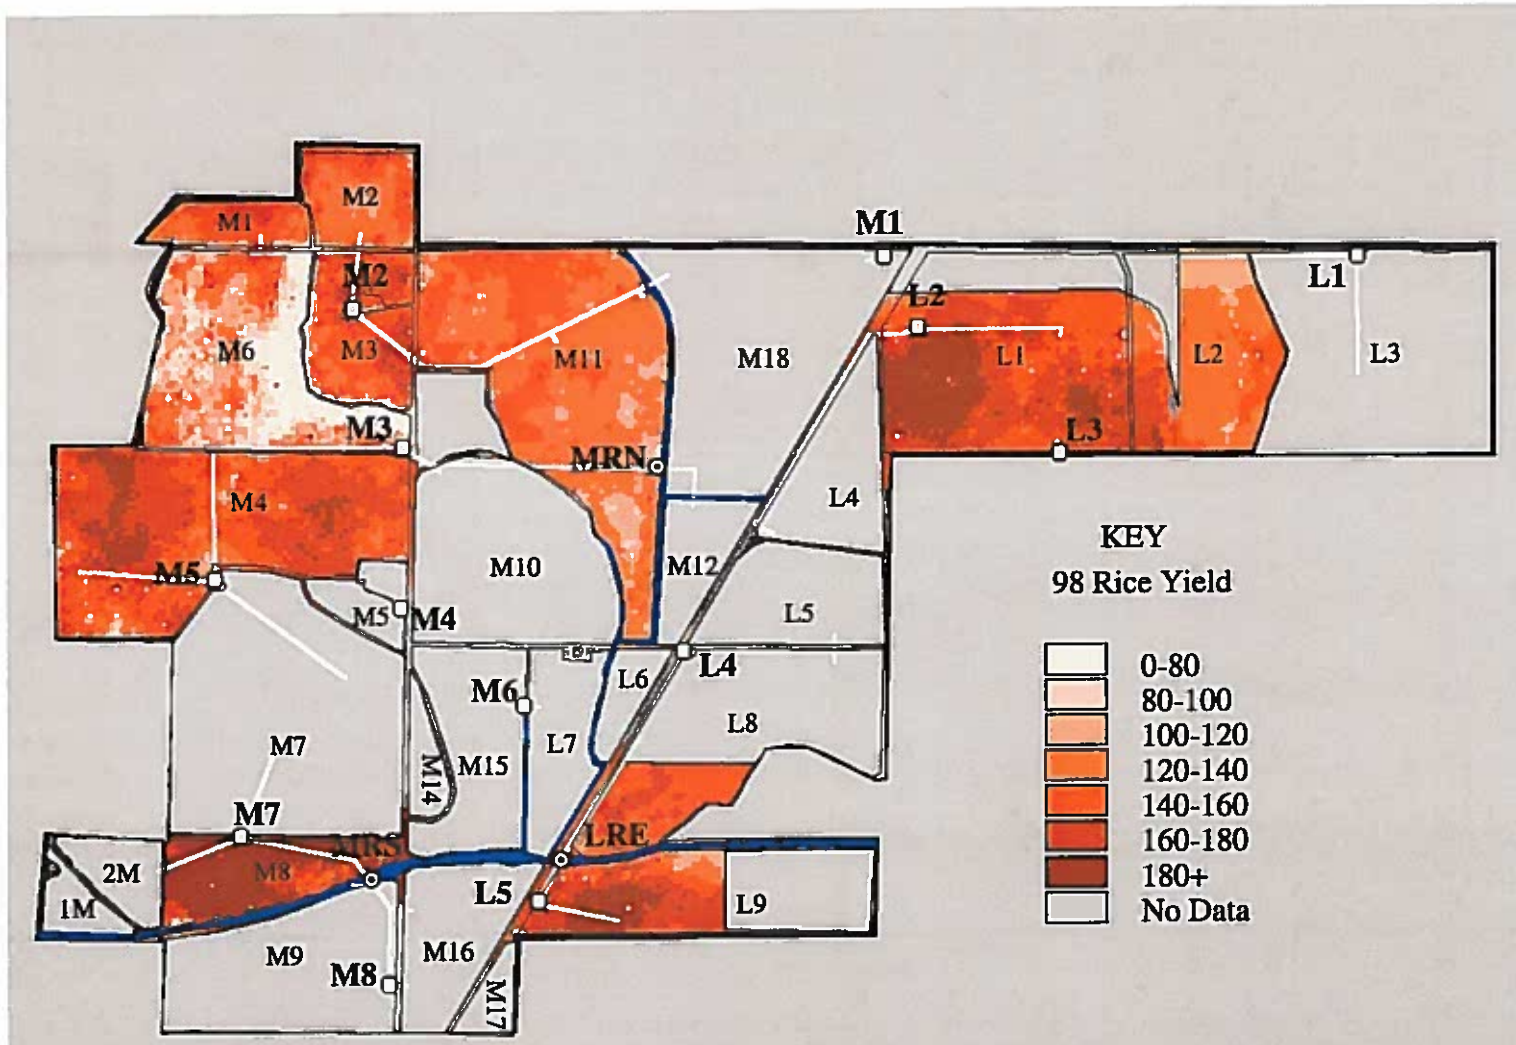 M2
M1
M1
M2
L1
L2
M6
M3
M11
M18
L1
L2
L3
M3
L3
MRN
M4
L4
KEY
98 Rice Yield
M5
M10
M12
M5
M4
L5
L4
0-80
M6
L6
80-100
L8
100-120
M7
M14
M15
L7
120-140
140-160
M7
MRS
LRE
160-180
2M
M8
180+
1M
L5
L9
No Data
M9
M16
M8
M17